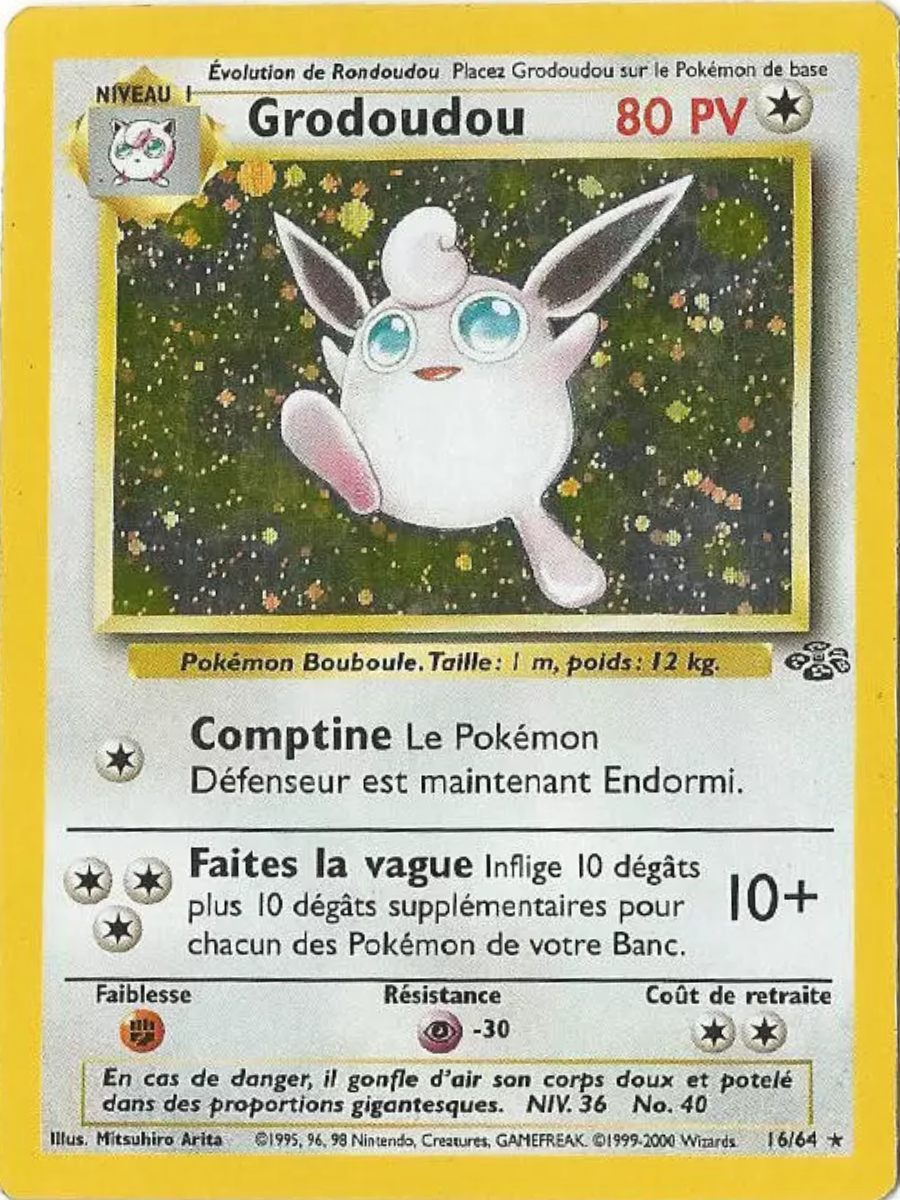 Évolution de Rondoudou Placez Grodoudou sur le Pokémon de base
NIVEAU I
Grodoudou 80 PV
Pokémon Bouboule. Taille: 1 m, poids: 12 kg.
Comptine Le Pokémon
Défenseur est maintenant Endormi.
Faites la vague Inflige 10 dégâts
plus 10 dégâts supplémentaires pour
chacun des Pokémon de votre Banc.
10+
Faiblesse Résistance Coût de retraite
-30
En cas de danger, il gonfle d'air son corps doux et potelé
dans des proportions gigantesques. NIV. 36 No. 40
Illus. Mitsuhiro Arita ©1995, 96, 98 Nintendo, Creatures, GAMEFREAK. ©1999-2000 Wizards. 16/64 ★